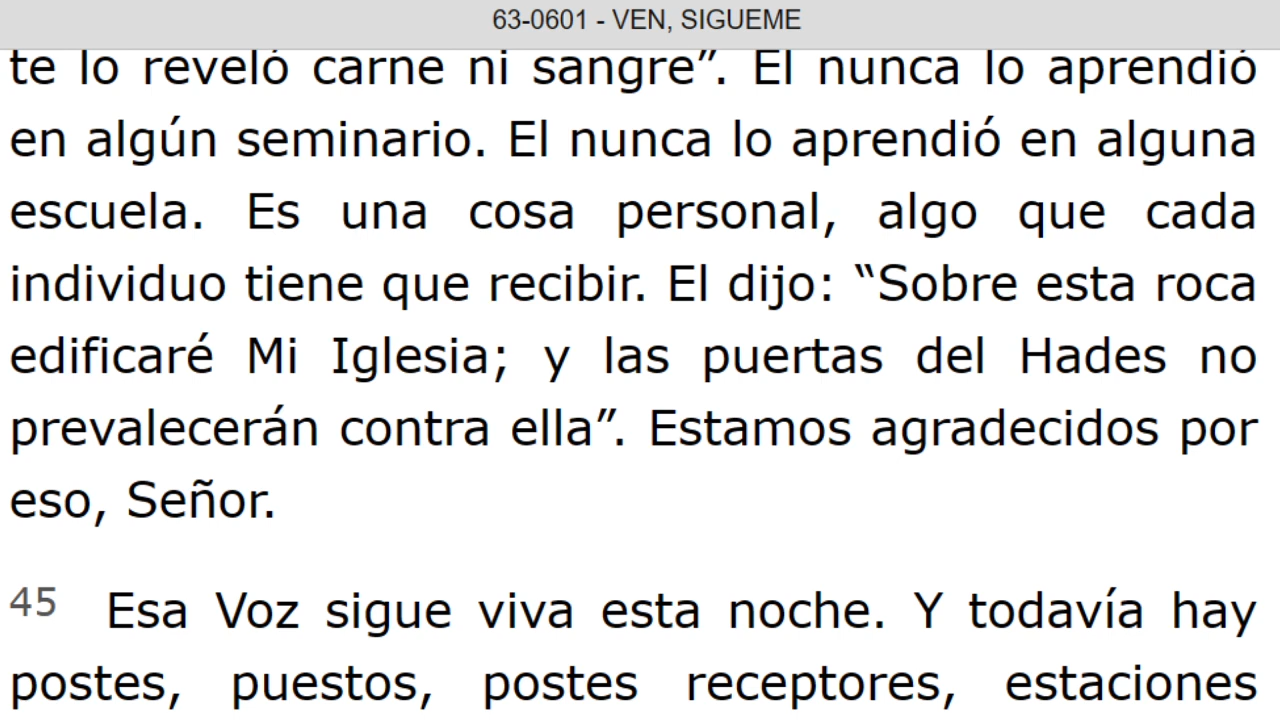 63-0601 - VEN, SIGUEME
te lo reveló carne ni sangre”. El nunca lo aprendió
en algún seminario. El nunca lo aprendió en alguna
escuela. Es una cosa personal, algo que cada
individuo tiene que recibir. El dijo: “Sobre esta roca
edificaré Mi Iglesia; y las puertas del Hades no
prevalecerán contra ella”. Estamos agradecidos por
eso, Señor.
45 Esa Voz sigue viva esta noche. Y todavía hay
postes, puestos, postes receptores, estaciones